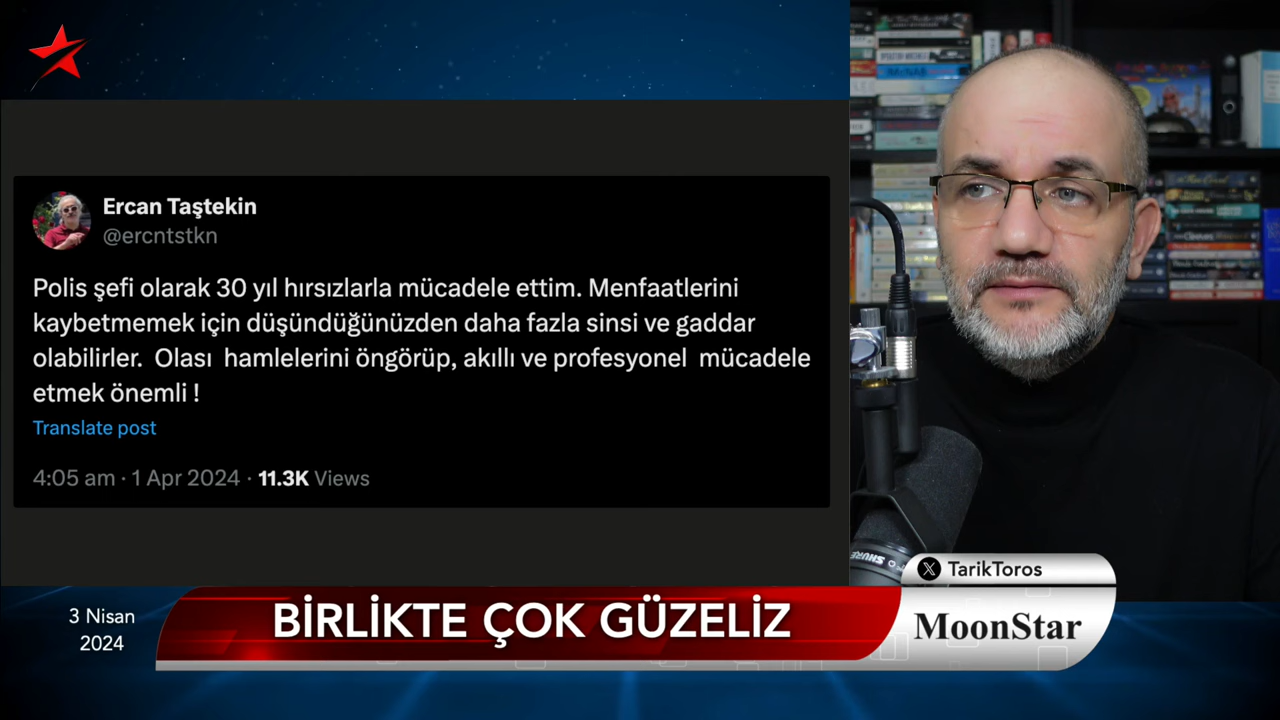 Ercan Taştekin
@ercntstkn
Polis şefi olarak 30 yıl hırsızlarla mücadele ettim. Menfaatlerini
kaybetmemek için düşündüğünüzden daha fazla sinsi ve gaddar
olabilirler. Olası hamlelerini öngörüp, akıllı ve profesyonel mücadele
etmek önemli !
Translate post
4:05 am · 1 Apr 2024 · 11.3K Views
SHURE
TarikToros
3 Nisan
2024
BİRLİKTE ÇOK GÜZELİZ
MoonStar